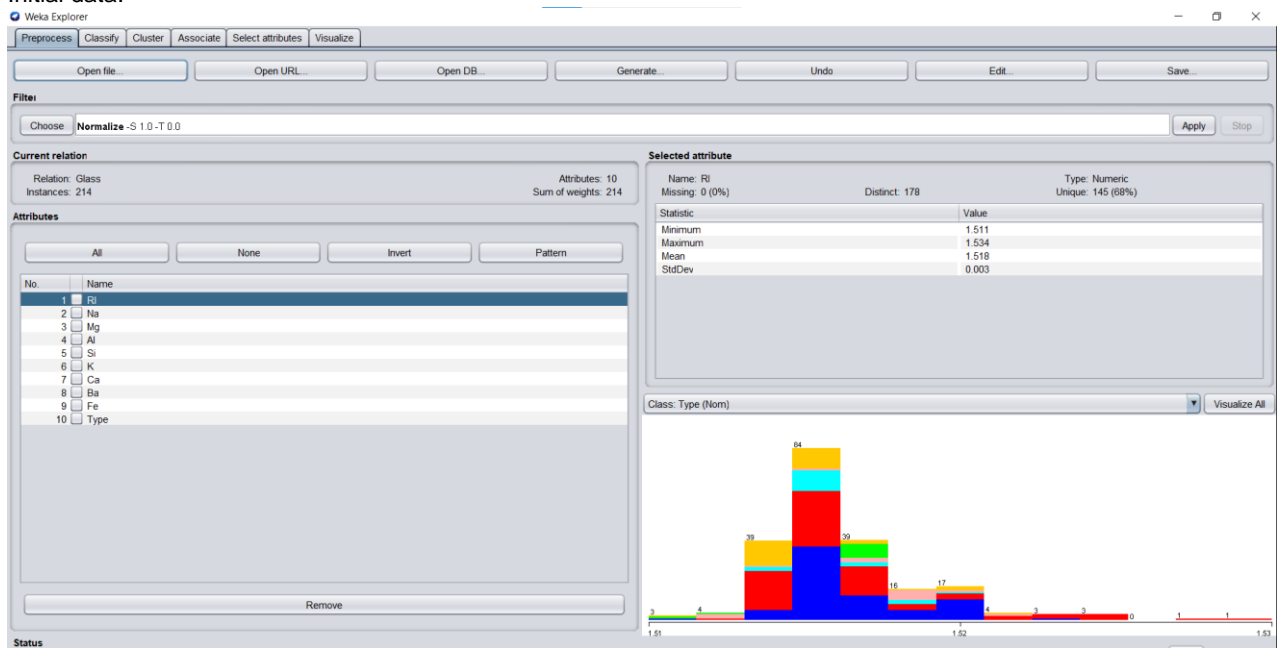 Initial data:
Weka Explorer
Preprocess Classify Cluster Associate Select attributes Visualize
Open file... Open URL... Open DB... Generate... Undo Edit... Save...
Filter
Choose Normalize -S 1.0 -T 0.0 Apply Stop
Current relation
Relation: Glass Attributes: 10
Instances: 214 Sum of weights: 214
Selected attribute
Name: RI Type: Numeric
Missing: 0 (0%) Distinct: 178 Unique: 145 (68%)
Statistic Value
Minimum 1.511
Maximum 1.534
Mean 1.518
StdDev 0.003
Attributes
All None Invert Pattern
No. Name
1 RI
2 Na
3 Mg
4 Al
5 Si
6 K
7 Ca
8 Ba
9 Fe
10 Type
Remove
Class: Type (Nom) Visualize All
3 4 39 84 39 16 17 4 3 3 0 1 1
1.51 1.52 1.53
Status